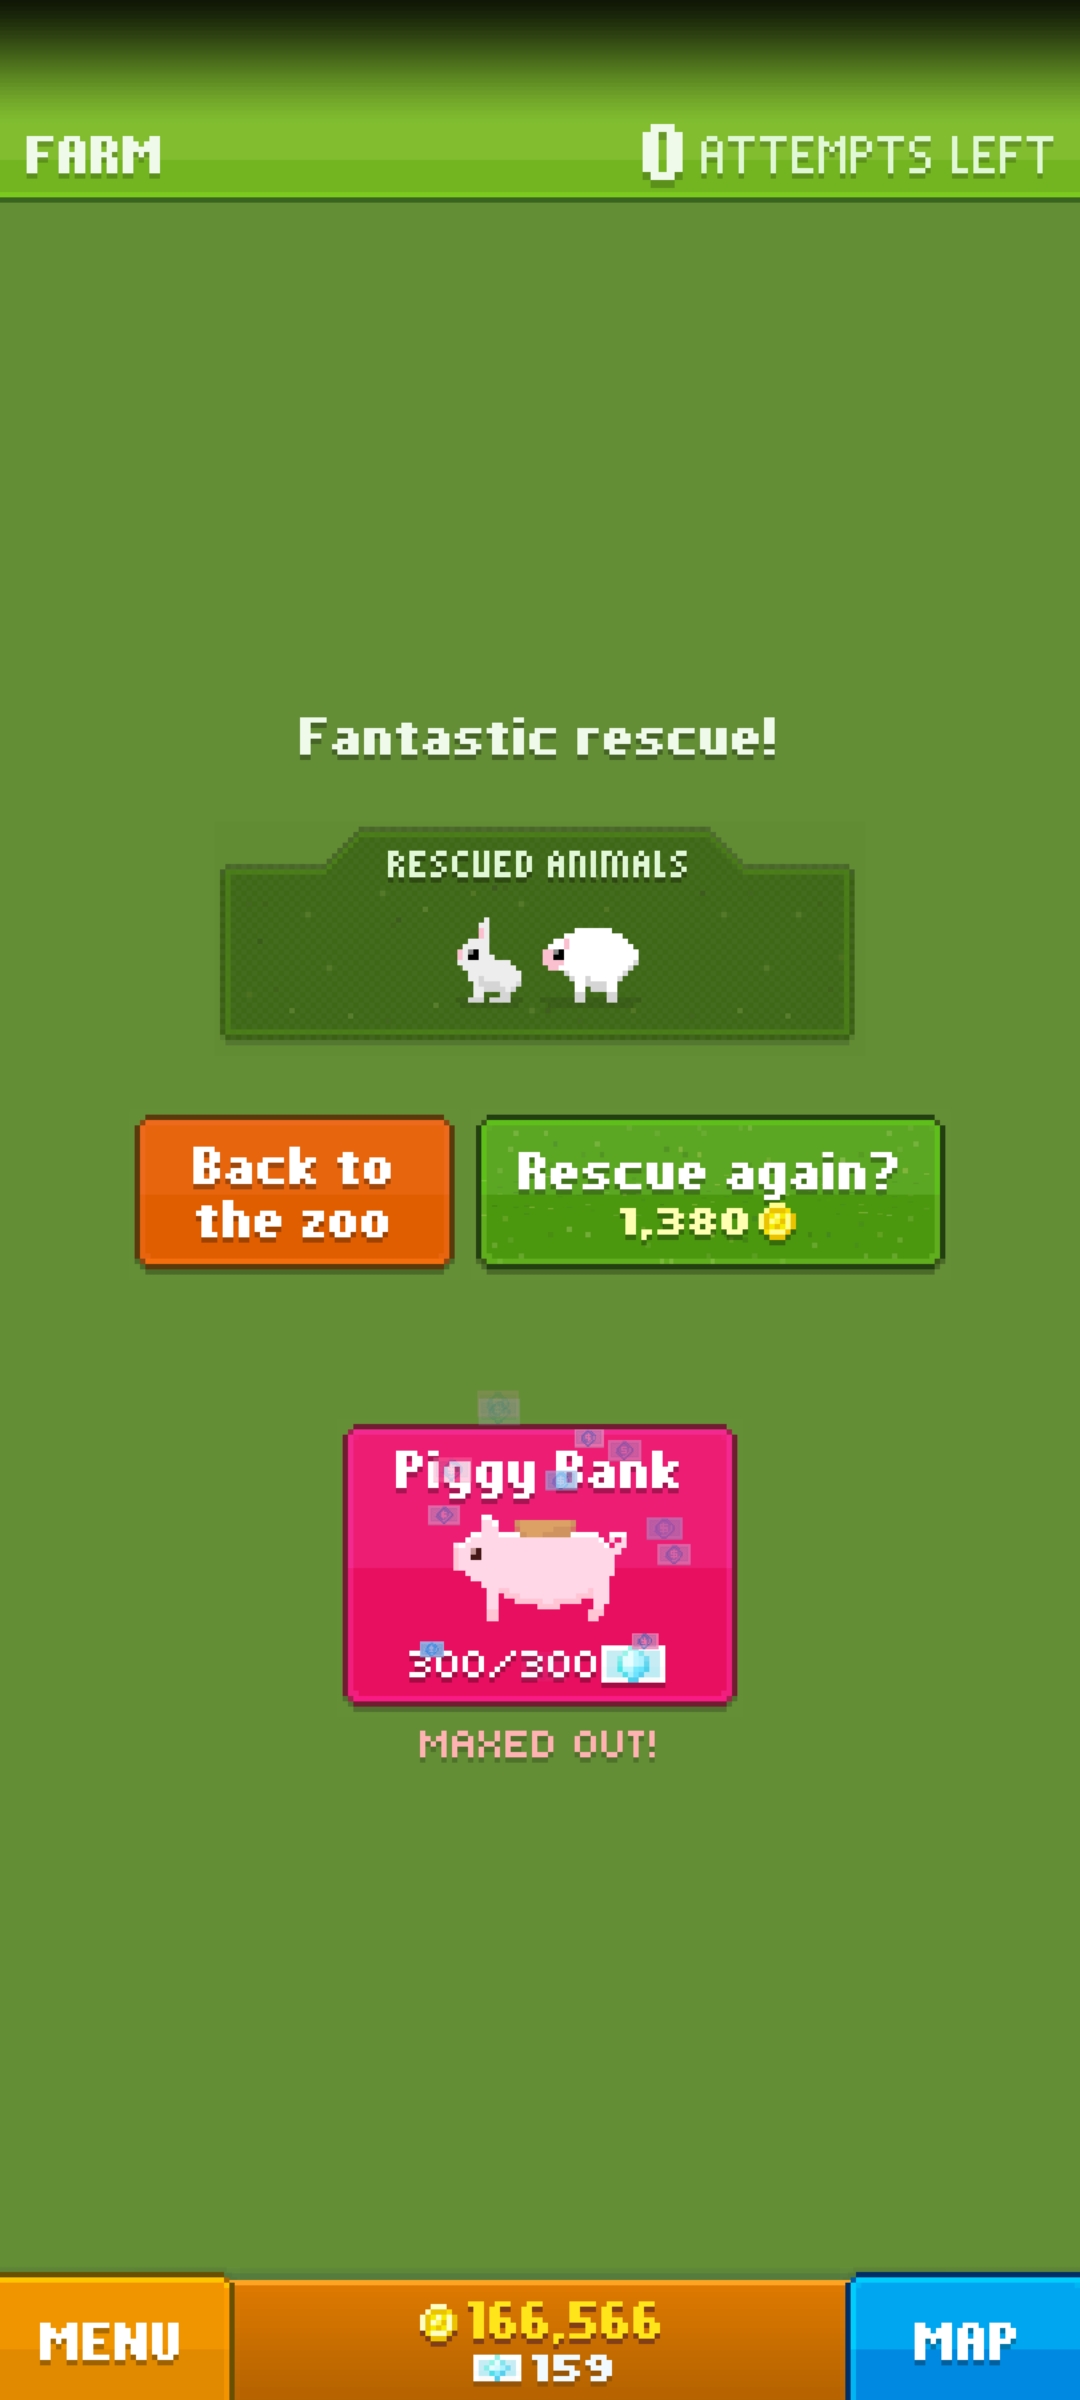 FARM
0 ATTEMPTS LEFT
Fantastic rescue!
RESCUED ANIMALS
Back to
the zoo
Rescue again?
1,380
Piggy Bank
300/300
MAXED OUT!
MENU
166,566
159
MAP